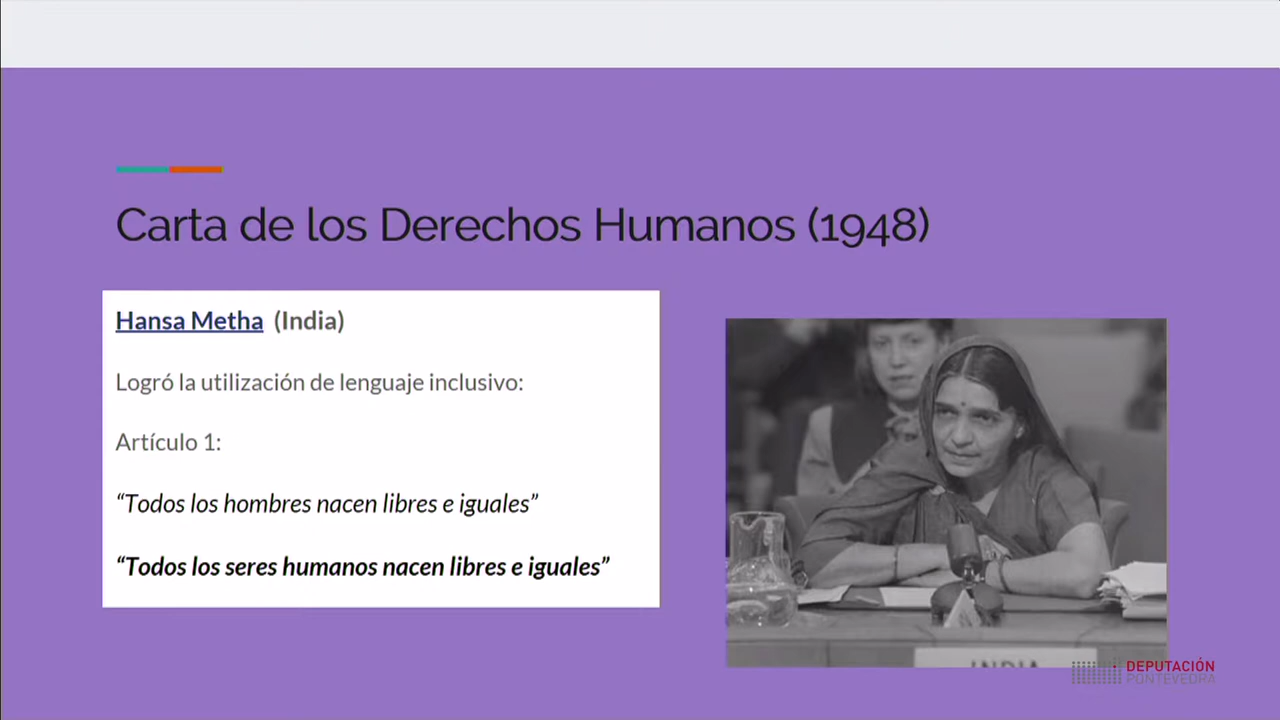 Carta de los Derechos Humanos (1948)
Hansa Metha (India)
Logró la utilización de lenguaje inclusivo:
Artículo 1:
“Todos los hombres nacen libres e iguales”
“Todos los seres humanos nacen libres e iguales”
INDIA
DEPUTACIÓN
PONTEVEDRA